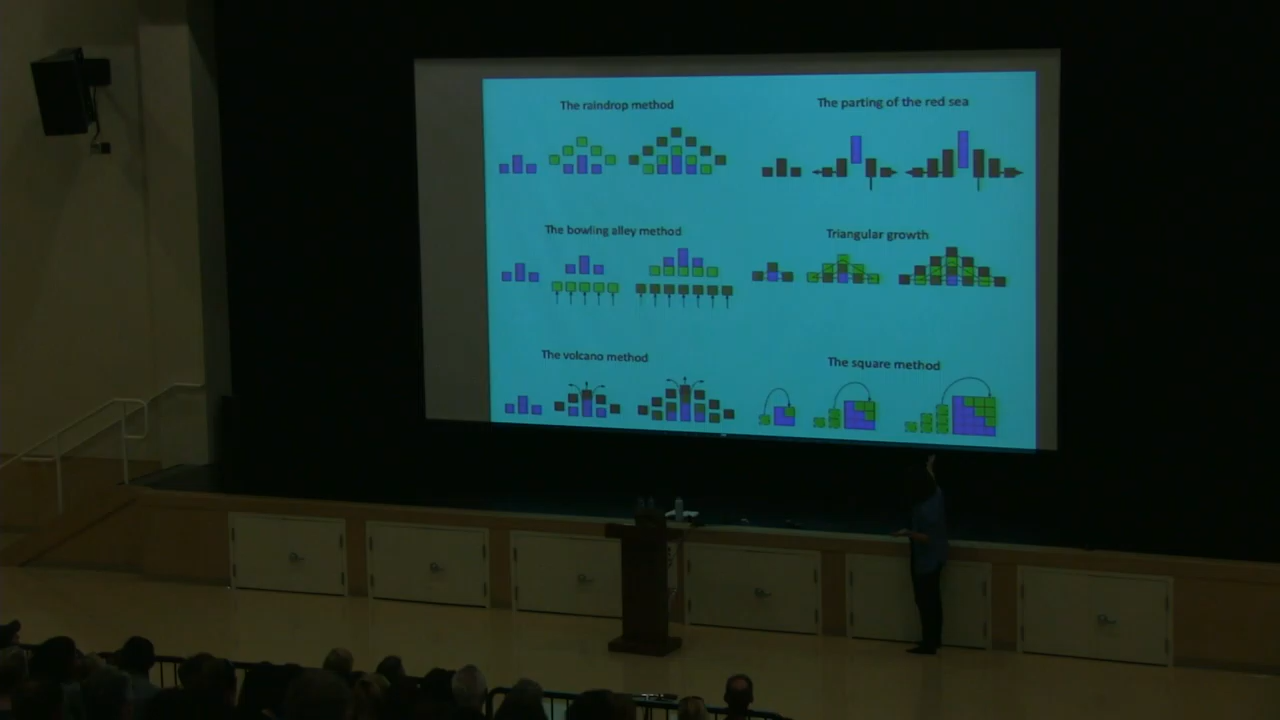 The raindrop method
The parting of the red sea
The bowling alley method
Triangular growth
The volcano method
The square method